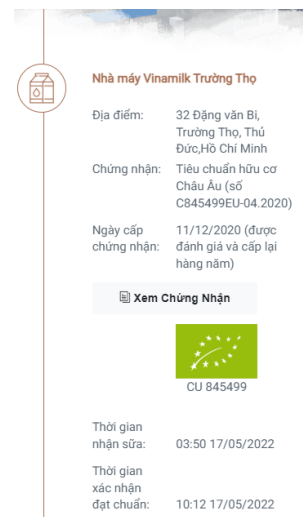 Nhà máy Vinamilk Trường Thọ
Địa điểm:
32 Đặng văn Bi,
Trường Thọ, Thủ
Đức,Hồ Chí Minh
Chứng nhận:
Tiêu chuẩn hữu cơ
Châu Âu (số
C845499EU-04.2020)
Ngày cấp
chứng nhận:
11/12/2020 (được
đánh giá và cấp lại
hàng năm)
Xem Chứng Nhận
CU 845499
Thời gian
nhận sữa:
03:50 17/05/2022
Thời gian
xác nhận
đạt chuẩn:
10:12 17/05/2022